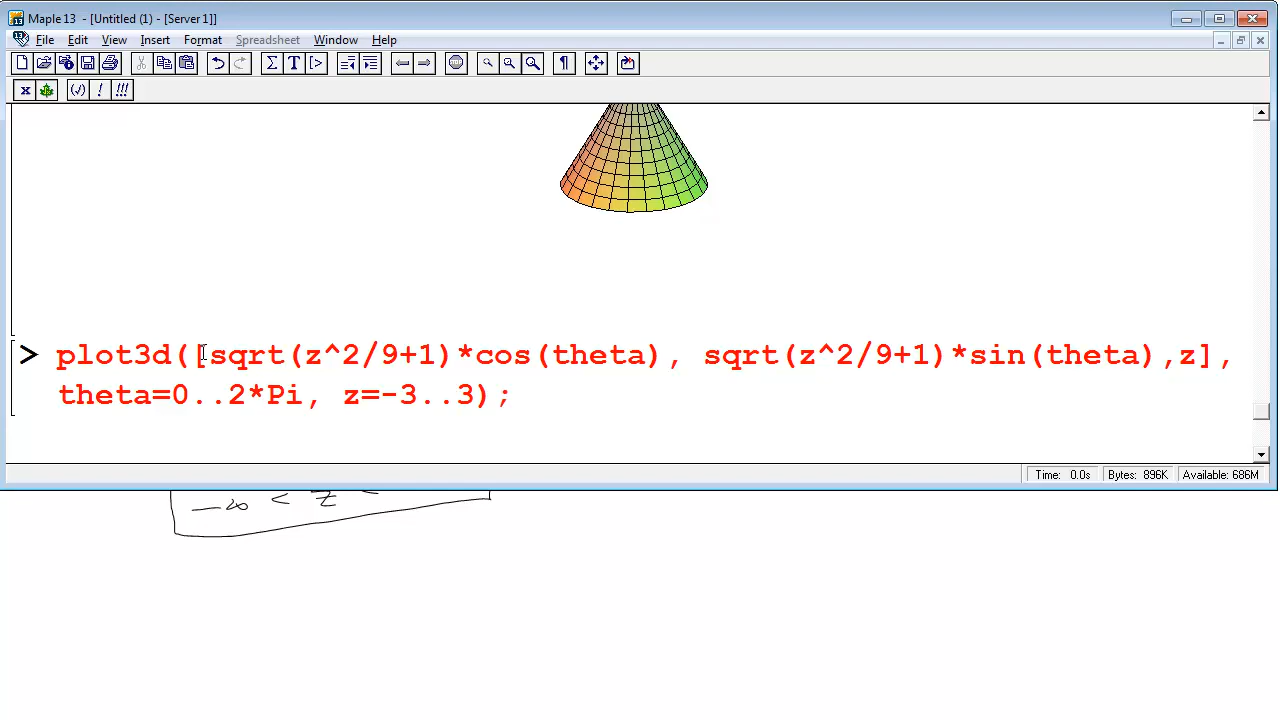 Maple 13 - [Untitled (1) - [Server 1]]
File Edit View Insert Format Spreadsheet Window Help
> plot3d([sqrt(z^2/9+1)*cos(theta), sqrt(z^2/9+1)*sin(theta),z],
theta=0..2*Pi, z=-3..3);
Time: 0.0s Bytes: 896K Available: 686M
-∞ < z <